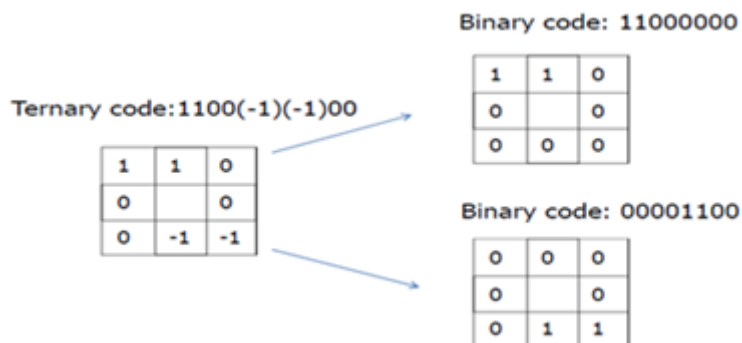 Binary code: 11000000
1 1 0
0 0
0 0 0
Ternary code:1100(-1)(-1)00
1 1 0
0 0
0 -1 -1
Binary code: 00001100
0 0 0
0 0
0 1 1